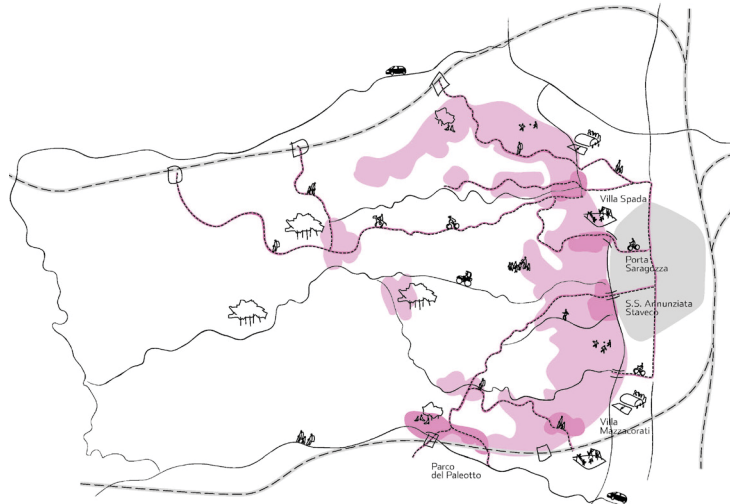 Villa Spada
Porta
Saragozza
S.S. Annunziata
Staveco
Villa
Mazzacorati
Parco
del Paleotto